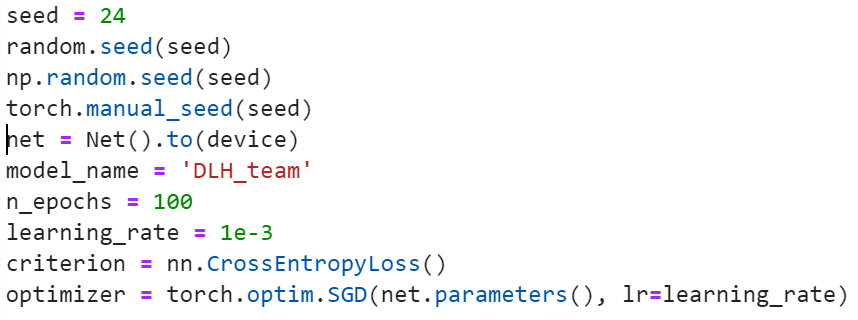 seed = 24
random.seed(seed)
np.random.seed(seed)
torch.manual_seed(seed)
net = Net().to(device)
model_name = 'DLH_team'
n_epochs = 100
learning_rate = 1e-3
criterion = nn.CrossEntropyLoss()
optimizer = torch.optim.SGD(net.parameters(), lr=learning_rate)